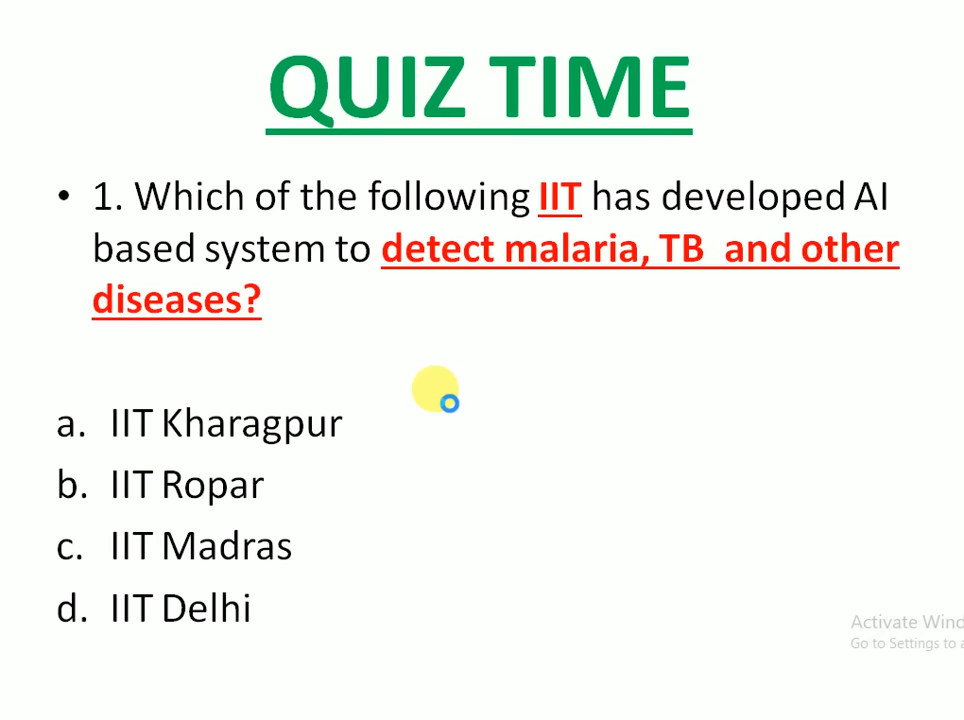 QUIZ TIME
• 1. Which of the following IIT has developed AI
based system to detect malaria, TB and other
diseases?
a. IIT Kharagpur
b. IIT Ropar
c. IIT Madras
d. IIT Delhi
Activate Wind
Go to Settings to a